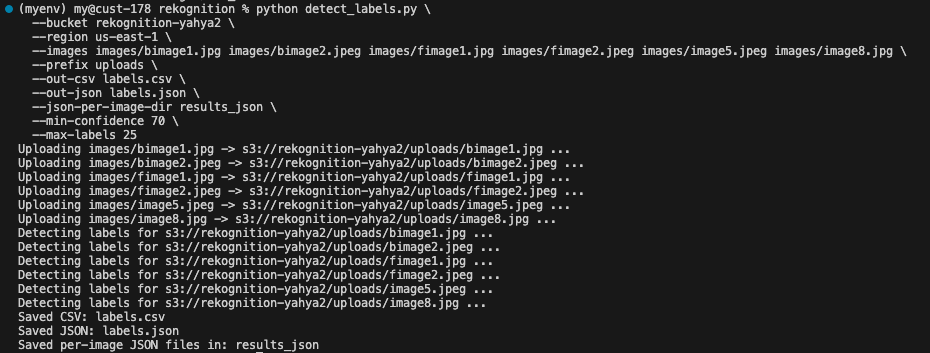 (myenv) my@cust-178 rekognition % python detect_labels.py \
--bucket rekognition-yahya2 \
--region us-east-1 \
--images images/bimage1.jpg images/bimage2.jpeg images/fimage1.jpg images/fimage2.jpeg images/image5.jpeg images/image8.jpg \
--prefix uploads \
--out-csv labels.csv \
--out-json labels.json \
--json-per-image-dir results_json \
--min-confidence 70 \
--max-labels 25
Uploading images/bimage1.jpg -> s3://rekognition-yahya2/uploads/bimage1.jpg ...
Uploading images/bimage2.jpeg -> s3://rekognition-yahya2/uploads/bimage2.jpeg ...
Uploading images/fimage1.jpg -> s3://rekognition-yahya2/uploads/fimage1.jpg ...
Uploading images/fimage2.jpeg -> s3://rekognition-yahya2/uploads/fimage2.jpeg ...
Uploading images/image5.jpeg -> s3://rekognition-yahya2/uploads/image5.jpeg ...
Uploading images/image8.jpg -> s3://rekognition-yahya2/uploads/image8.jpg ...
Detecting labels for s3://rekognition-yahya2/uploads/bimage1.jpg ...
Detecting labels for s3://rekognition-yahya2/uploads/bimage2.jpeg ...
Detecting labels for s3://rekognition-yahya2/uploads/fimage1.jpg ...
Detecting labels for s3://rekognition-yahya2/uploads/fimage2.jpeg ...
Detecting labels for s3://rekognition-yahya2/uploads/image5.jpeg ...
Detecting labels for s3://rekognition-yahya2/uploads/image8.jpg ...
Saved CSV: labels.csv
Saved JSON: labels.json
Saved per-image JSON files in: results_json